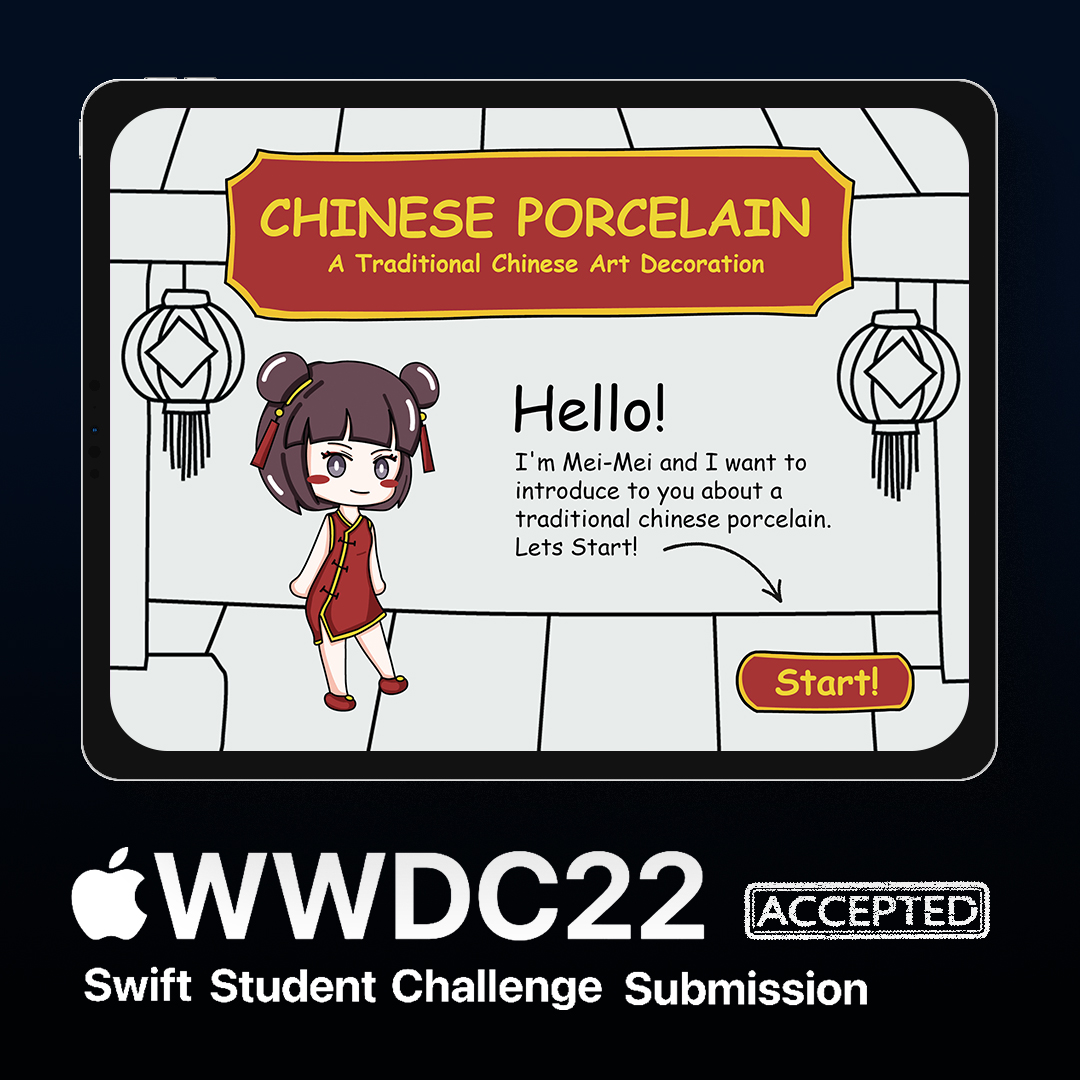 CHINESE PORCELAIN
A Traditional Chinese Art Decoration
Hello!
I'm Mei-Mei and I want to
introduce to you about a
traditional chinese porcelain.
Lets Start!
Start!
WWDC22
ACCEPTED
Swift Student Challenge Submission